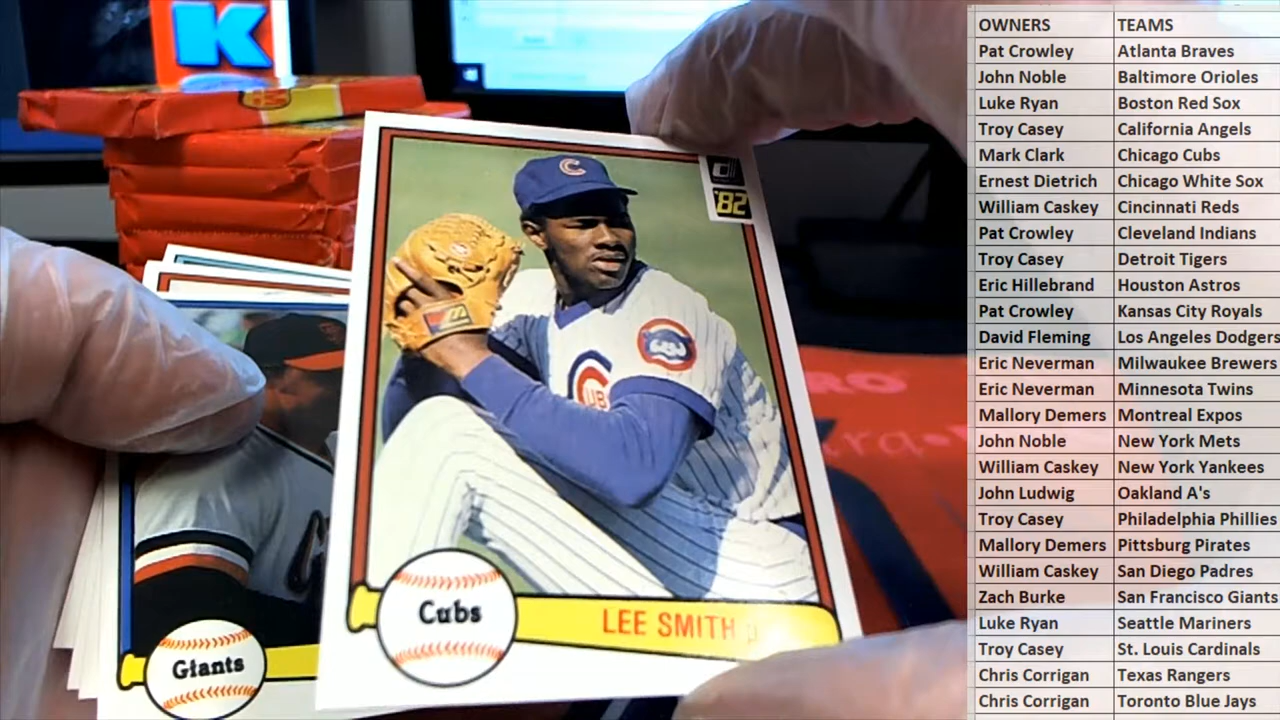 K
'82
C
C
UB
Cubs
LEE SMITH p
Giants
OWNERS TEAMS
Pat Crowley Atlanta Braves
John Noble Baltimore Orioles
Luke Ryan Boston Red Sox
Troy Casey California Angels
Mark Clark Chicago Cubs
Ernest Dietrich Chicago White Sox
William Caskey Cincinnati Reds
Pat Crowley Cleveland Indians
Troy Casey Detroit Tigers
Eric Hillebrand Houston Astros
Pat Crowley Kansas City Royals
David Fleming Los Angeles Dodgers
Eric Neverman Milwaukee Brewers
Eric Neverman Minnesota Twins
Mallory Demers Montreal Expos
John Noble New York Mets
William Caskey New York Yankees
John Ludwig Oakland A's
Troy Casey Philadelphia Phillies
Mallory Demers Pittsburg Pirates
William Caskey San Diego Padres
Zach Burke San Francisco Giants
Luke Ryan Seattle Mariners
Troy Casey St. Louis Cardinals
Chris Corrigan Texas Rangers
Chris Corrigan Toronto Blue Jays